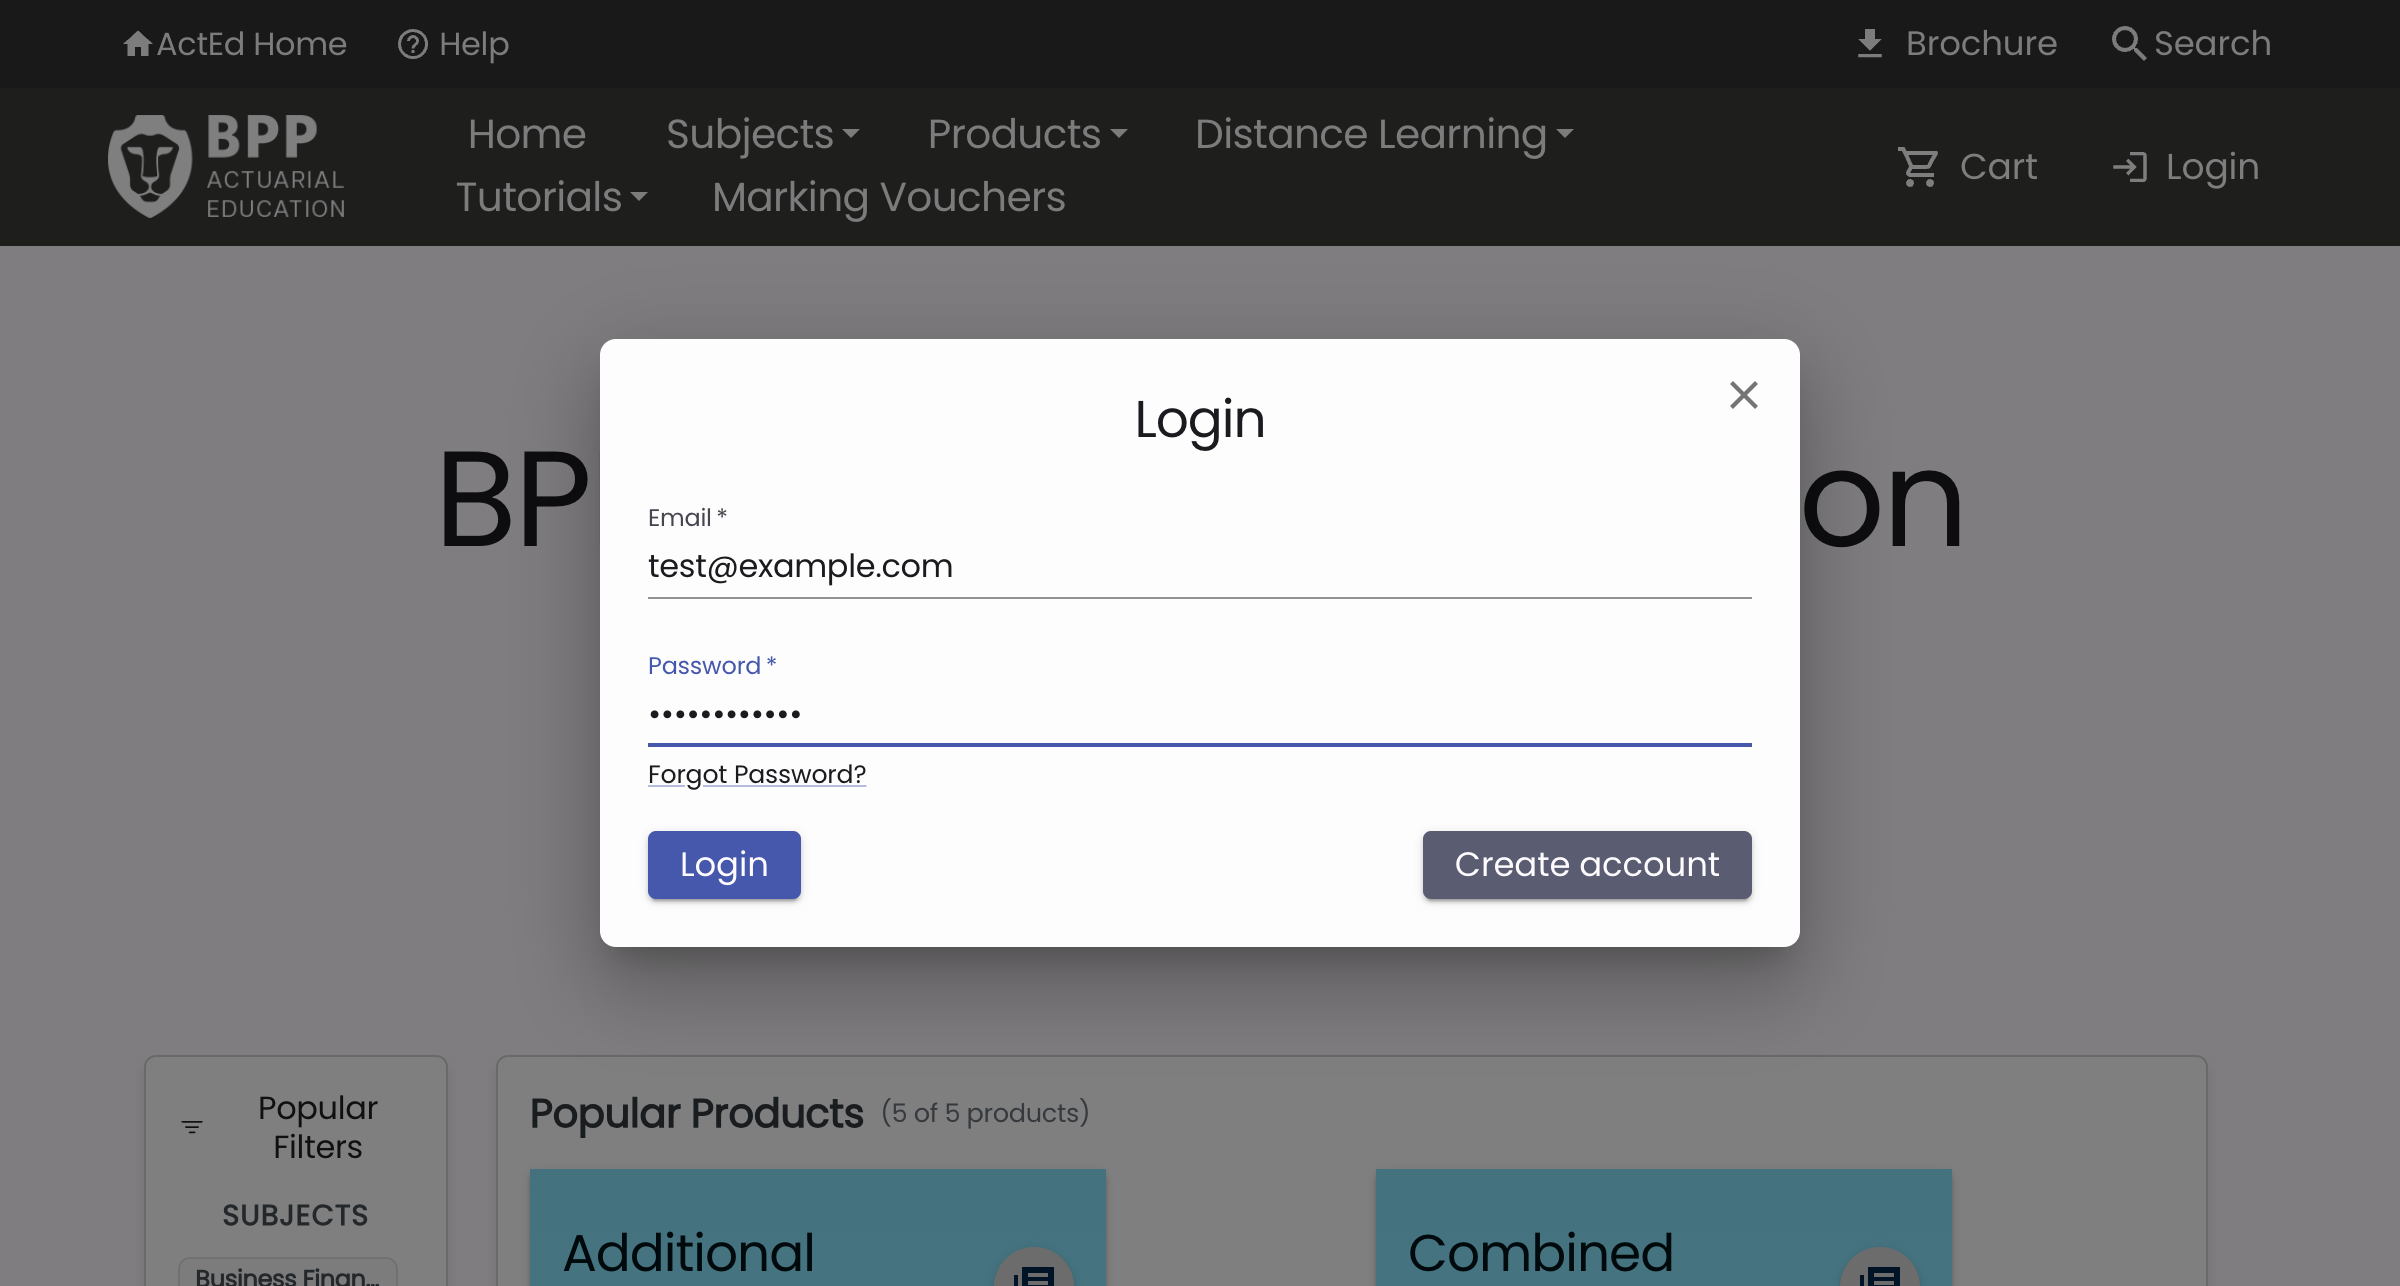 ActEd Home
Help
Brochure
Search
BPP
ACTUARIAL
EDUCATION
Home
Subjects
Products
Distance Learning
Tutorials
Marking Vouchers
Cart
Login
BP
on
Login
Email *
test@example.com
Password *
••••••••••••
Forgot Password?
Login
Create account
Popular
Filters
SUBJECTS
Business Finan...
Popular Products (5 of 5 products)
Additional
Combined